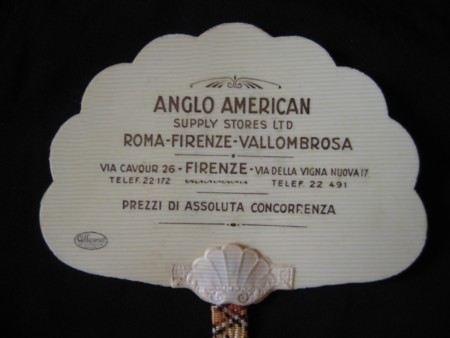 ANGLO AMERICAN
SUPPLY STORES LTD.
ROMA-FIRENZE-VALLOMBROSA
VIA CAVOUR 26 - FIRENZE - VIA DELLA VIGNA NUOVA 17
TELEF. 22 172 TELEF. 22 491
PREZZI DI ASSOLUTA CONCORRENZA